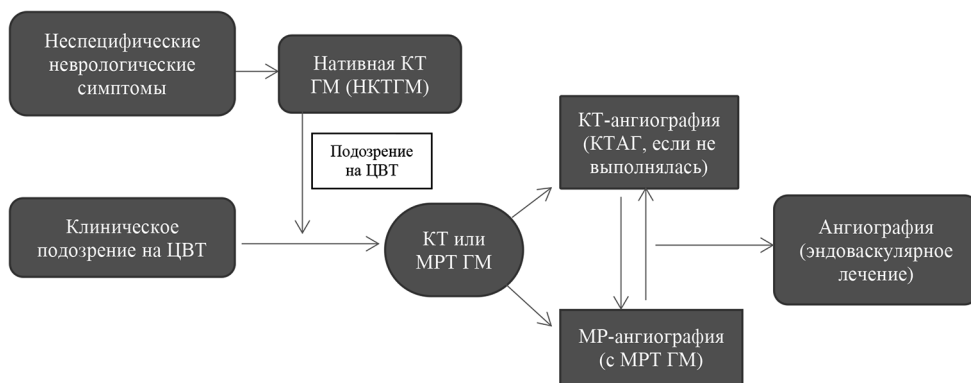 Неспецифические
неврологические
симптомы
Нативная КТ
ГМ (НКТГМ)
Подозрение
на ЦВТ
Клиническое
подозрение на ЦВТ
КТ или
МРТ ГМ
КТ-ангиография
(КТАГ, если не
выполнялась)
МР-ангиография
(с МРТ ГМ)
Ангиография
(эндоваскулярное
лечение)